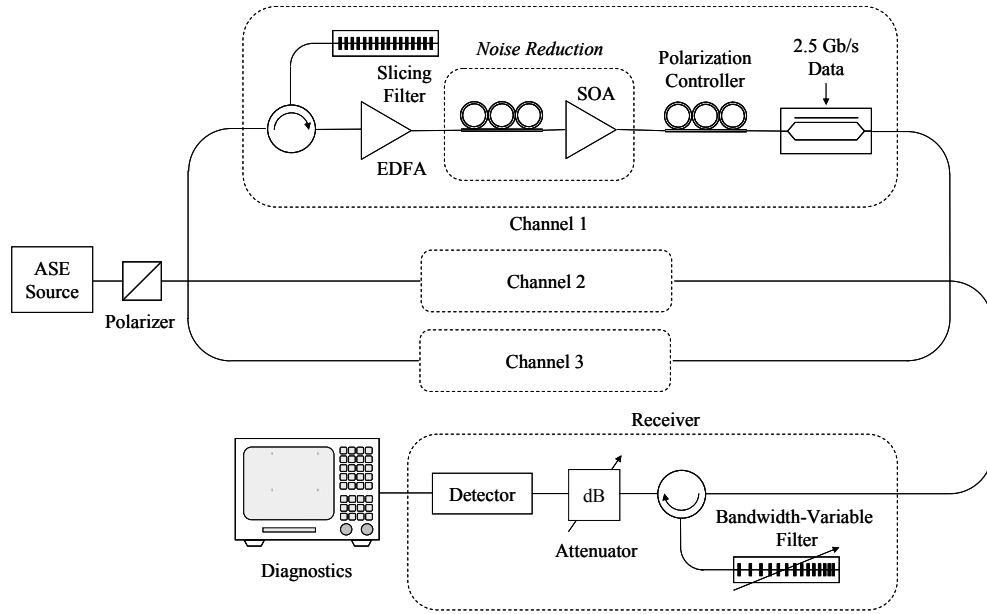 Slicing
Filter
EDFA
Noise Reduction
SOA
Polarization
Controller
2.5 Gb/s
Data
Channel 1
ASE
Source
Polarizer
Channel 2
Channel 3
Receiver
Diagnostics
Detector
dB
Attenuator
Bandwidth-Variable
Filter